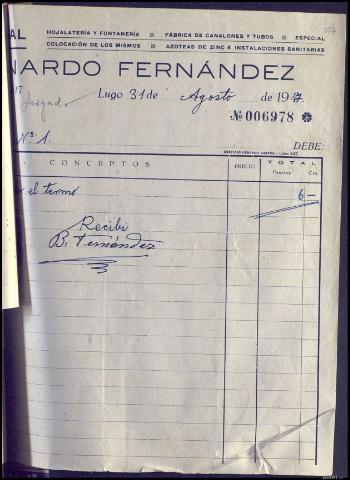 AL HOJALATERÍA Y FONTANERÍA * FÁBRICA DE CANALONES Y TUBOS * ESPECIAL
COLOCACIÓN DE LOS MISMOS * AZOTEAS DE ZINC E INSTALACIONES SANITARIAS
NARDO FERNÁNDEZ
17
Lugo 31 de Agosto de 19
Juzgado
№ 006978
Nº 1.
DEBE:
CONCEPTOS PRECIO TOTAL
Pesetas Cts.
el termo 6 —
Recibí
B. Fernández